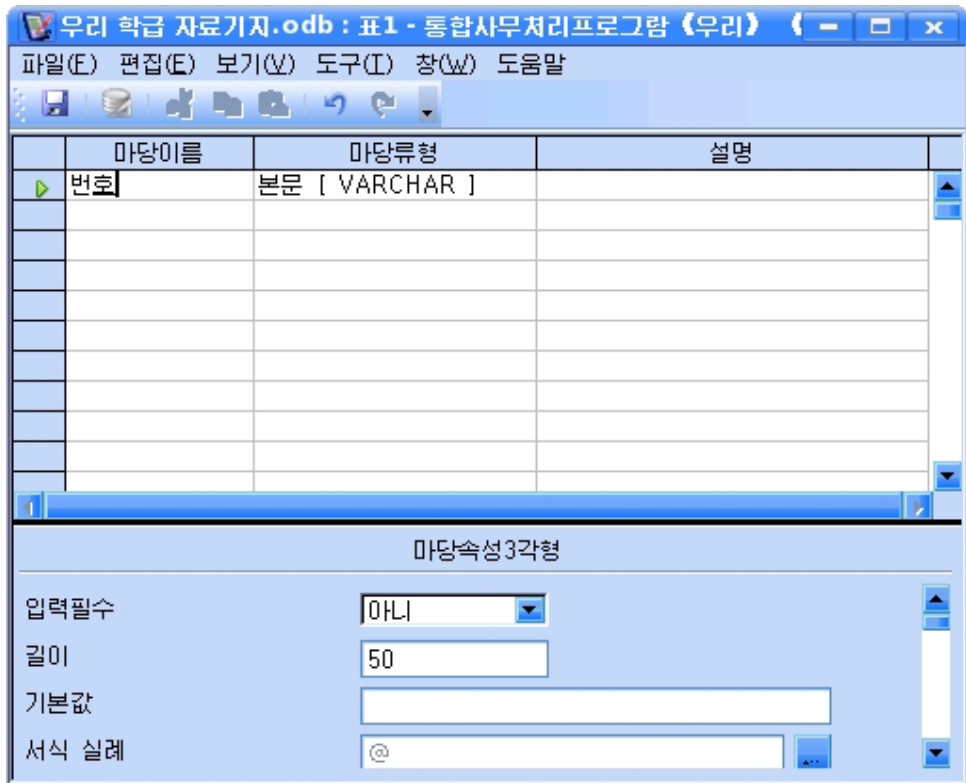 우리 학급 자료기지.odb : 표1 - 통합사무처리프로그람 《우리》 《
파일(F) 편집(E) 보기(V) 도구(T) 창(W) 도움말
마당이름 마당류형 설명
번호 본문 [ VARCHAR ]
마당속성3각형
입력필수 아니
길이 50
기본값
서식 실례 @
...